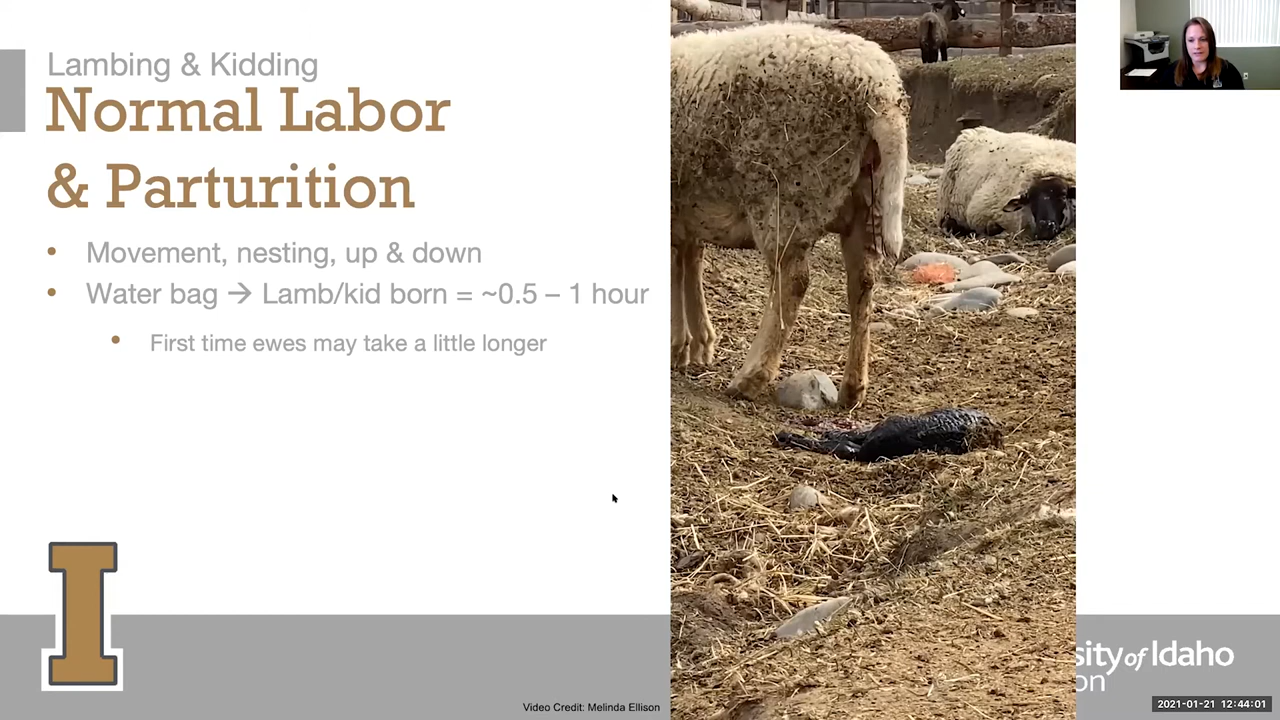 Lambing & Kidding
Normal Labor
& Parturition
• Movement, nesting, up & down
• Water bag → Lamb/kid born = ~0.5 – 1 hour
• First time ewes may take a little longer
I
sity of Idaho
on
Video Credit: Melinda Ellison
2021-01-21 12:44:01